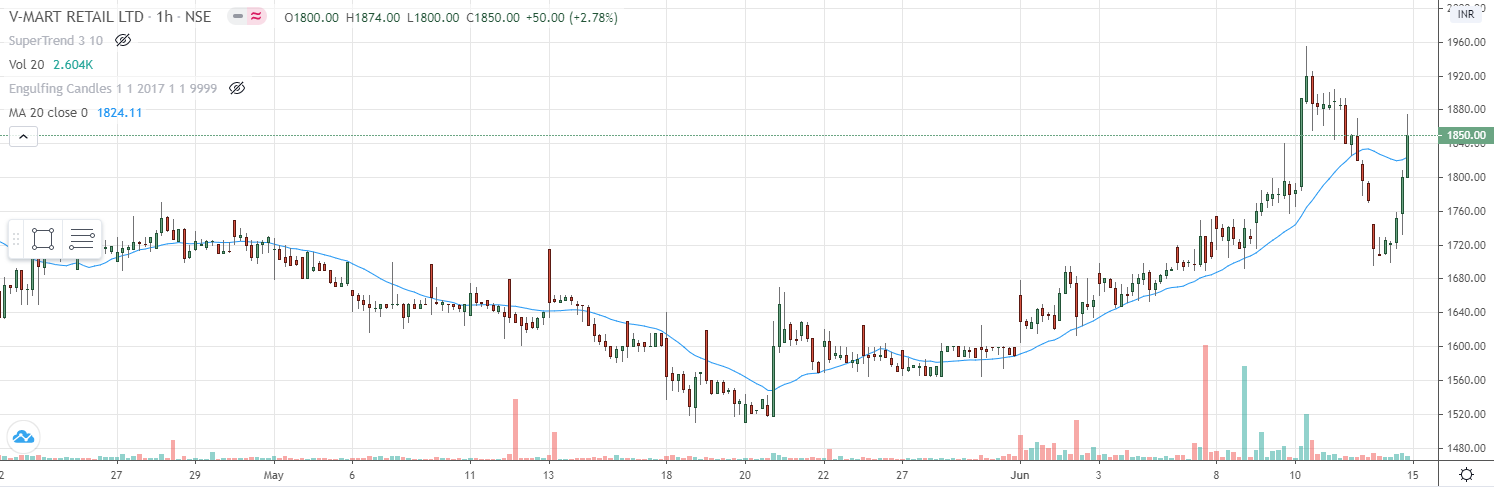 V-MART RETAIL LTD · 1h · NSE O1800.00 H1874.00 L1800.00 C1850.00 +50.00 (+2.78%)
SuperTrend 3 10
Vol 20 2.604K
Engulfing Candles 1 1 2017 1 1 9999
MA 20 close 0 1824.11
INR
1960.00
1920.00
1880.00
1850.00
1840.00
1800.00
1760.00
1720.00
1680.00
1640.00
1600.00
1560.00
1520.00
1480.00
2 27 29 May 6 11 13 18 20 22 27 Jun 3 8 10 15